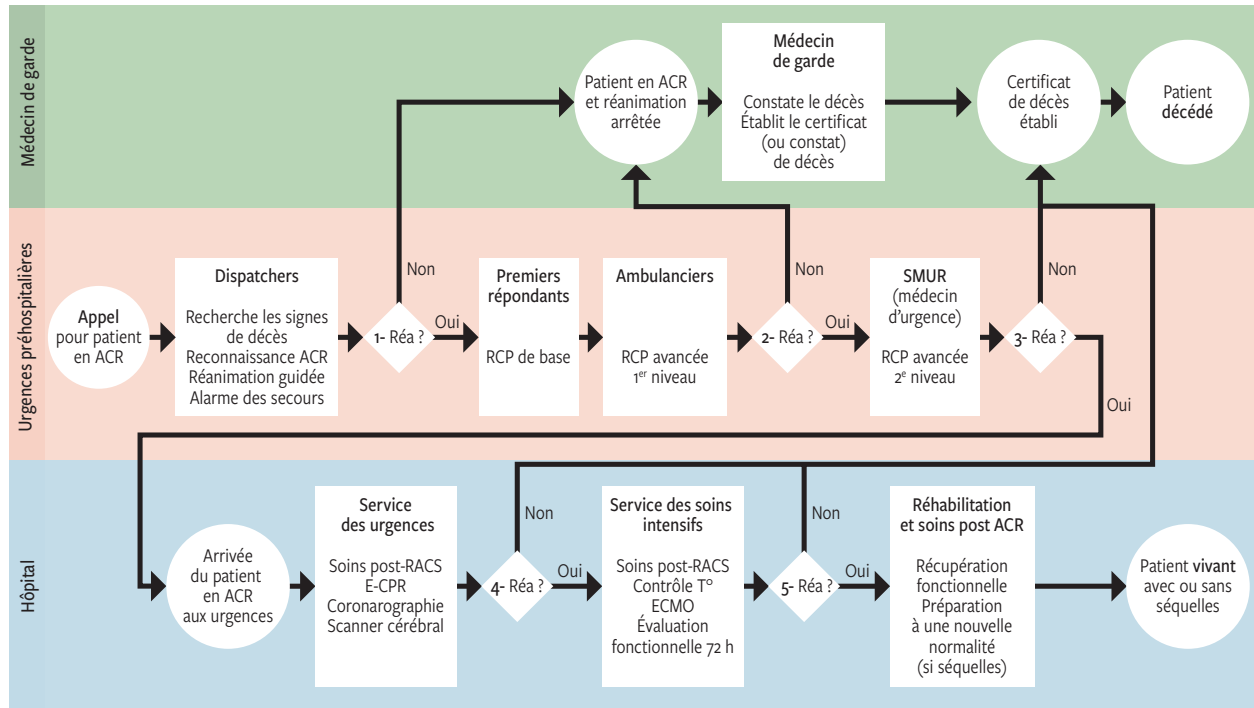 Médecin de garde
Patient en ACR
et réanimation
arrêtée
Médecin
de garde
Constate le décès
Établit le certificat
(ou constat)
de décès
Certificat
de décès
établi
Patient
décédé
Urgences préhospitalières
Appel
pour patient
en ACR
Dispatchers
Recherche les signes
de décès
Reconnaissance ACR
Réanimation guidée
Alarme des secours
1- Réa ?
Non
Oui
Premiers
répondants
RCP de base
Ambulanciers
RCP avancée
1er niveau
2- Réa ?
Non
Oui
SMUR
(médecin
d'urgence)
RCP avancée
2e niveau
3- Réa ?
Non
Oui
Hôpital
Arrivée
du patient
en ACR
aux urgences
Service
des urgences
Soins post-RACS
E-CPR
Coronarographie
Scanner cérébral
4- Réa ?
Non
Oui
Service des soins
intensifs
Soins post-RACS
Contrôle T°
ECMO
Évaluation
fonctionnelle 72 h
5- Réa ?
Non
Oui
Réhabilitation
et soins post ACR
Récupération
fonctionnelle
Préparation
à une nouvelle
normalité
(si séquelles)
Patient vivant
avec ou sans
séquelles